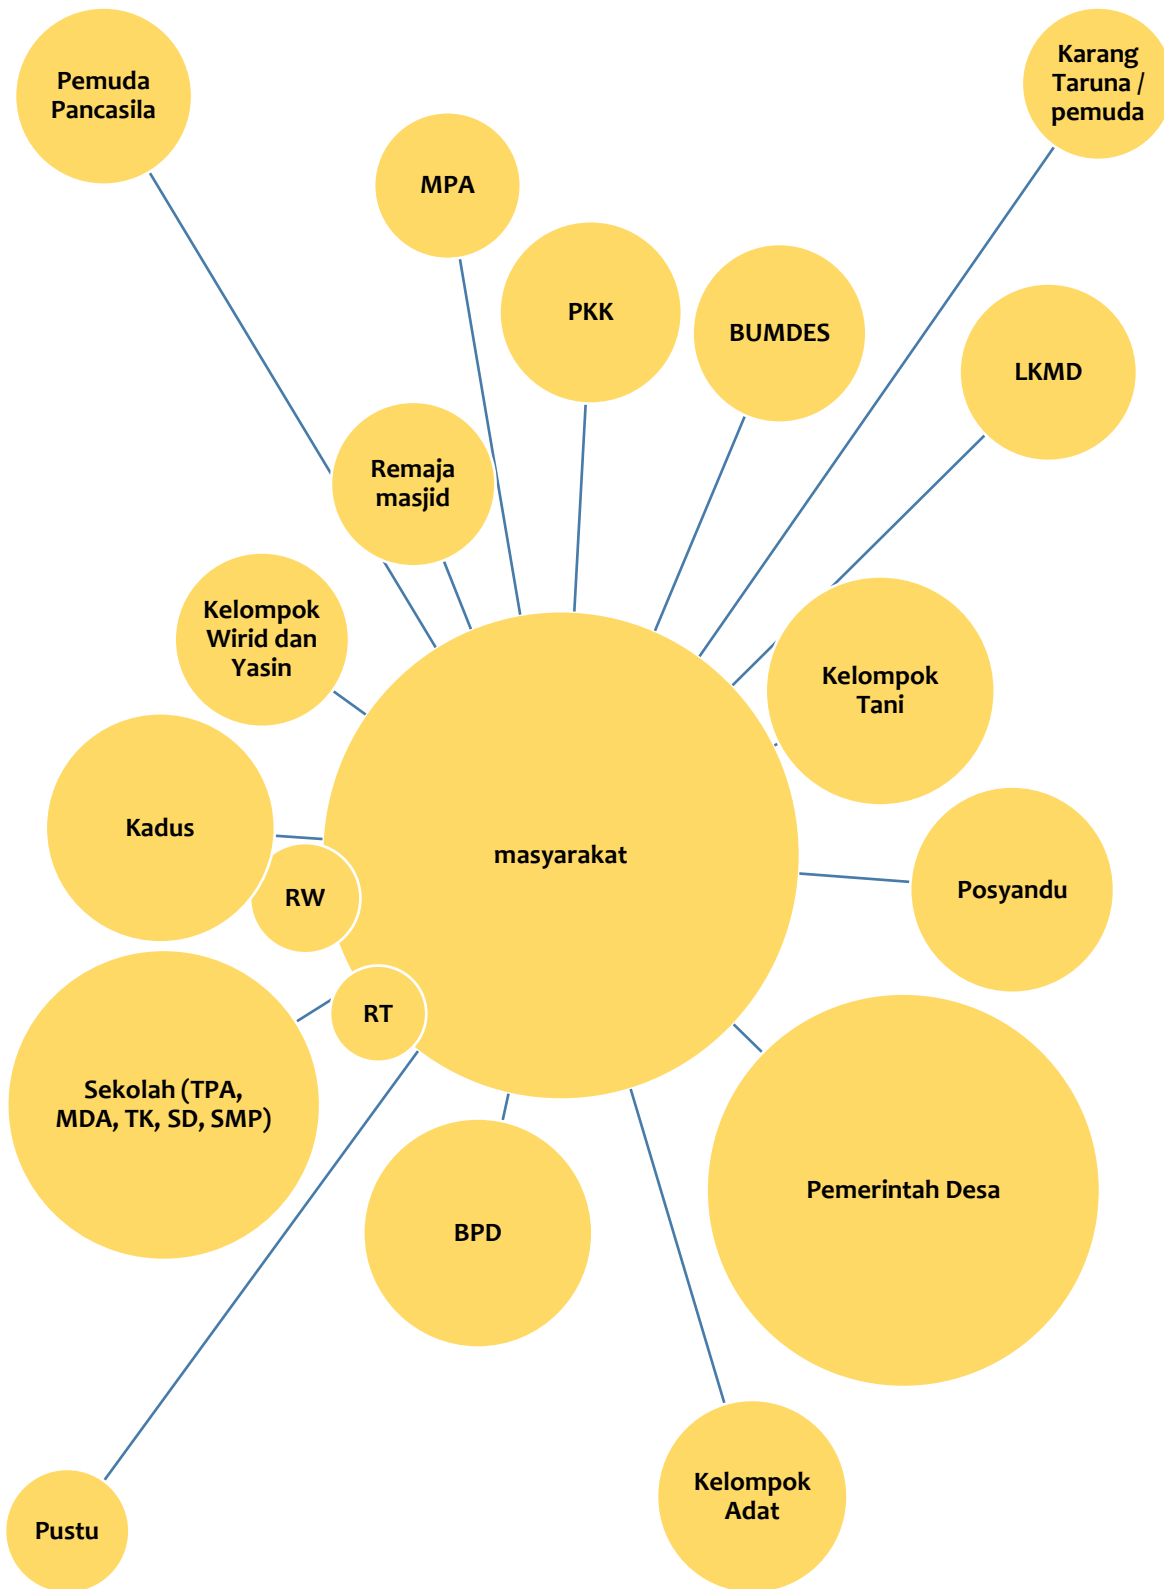 Pemuda
Pancasila
Karang
Taruna /
pemuda
MPA
PKK
BUMDES
LKMD
Remaja
masjid
Kelompok
Wirid dan
Yasin
Kelompok
Tani
Kadus
masyarakat
RW
Posyandu
RT
Sekolah (TPA,
MDA, TK, SD, SMP)
Pemerintah Desa
BPD
Kelompok
Adat
Pustu